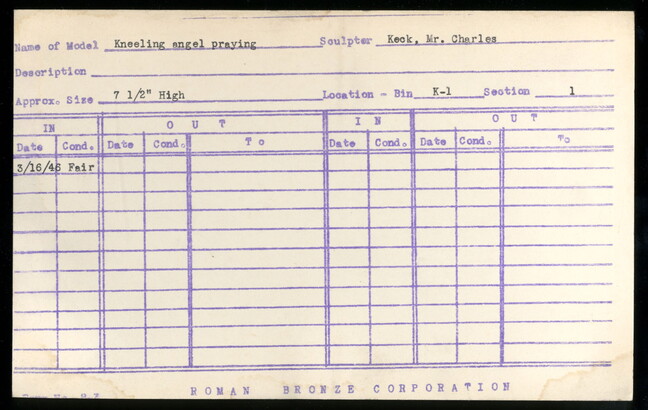 Name of Model Kneeling angel praying Sculptor Keck, Mr. Charles
Description
Approx. Size 7 1/2" High Location - Bin K-1 Section 1
IN OUT IN OUT
Date Cond. Date Cond. To Date Cond. Date Cond. To
3/16/46 Fair
ROMAN BRONZE CORPORATION